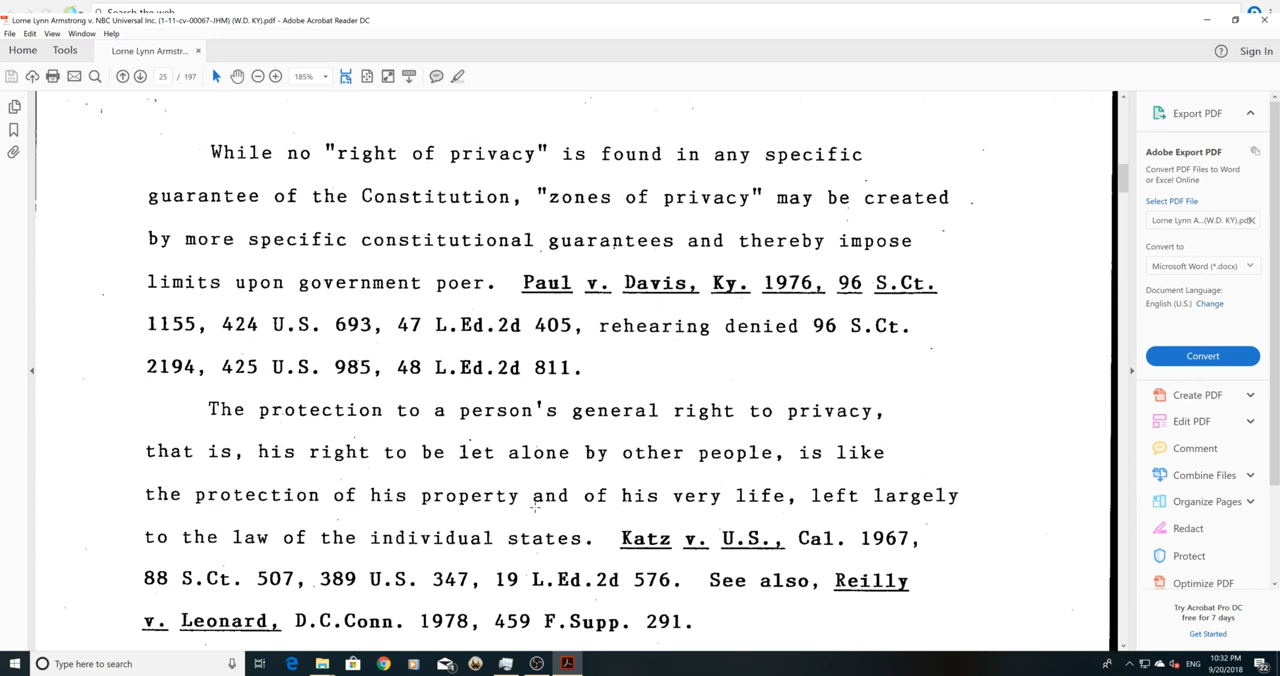 Search the web
Lorne Lynn Armstrong v. NBC Universal Inc. (1-11-cv-00067-JHM) (W.D. KY).pdf - Adobe Acrobat Reader DC
File Edit View Window Help
Home Tools Lorne Lynn Armstr... × Sign In
25 / 197 185%
While no "right of privacy" is found in any specific
guarantee of the Constitution, "zones of privacy" may be created
by more specific constitutional guarantees and thereby impose
limits upon government poer. Paul v. Davis, Ky. 1976, 96 S.Ct.
1155, 424 U.S. 693, 47 L.Ed.2d 405, rehearing denied 96 S.Ct.
2194, 425 U.S. 985, 48 L.Ed.2d 811.
The protection to a person's general right to privacy,
that is, his right to be let alone by other people, is like
the protection of his property and of his very life, left largely
to the law of the individual states. Katz v. U.S., Cal. 1967,
88 S.Ct. 507, 389 U.S. 347, 19 L.Ed.2d 576. See also, Reilly
v. Leonard, D.C.Conn. 1978, 459 F.Supp. 291.
Export PDF
Adobe Export PDF
Convert PDF Files to Word
or Excel Online
Select PDF File
Lorne Lynn A...(W.D. KY).pdf
Convert to
Microsoft Word (*.docx)
Document Language:
English (U.S.) Change
Convert
Create PDF
Edit PDF
Comment
Combine Files
Organize Pages
Redact
Protect
Optimize PDF
Try Acrobat Pro DC
free for 7 days
Get Started
Type here to search
ENG
10:32 PM
9/20/2018
22